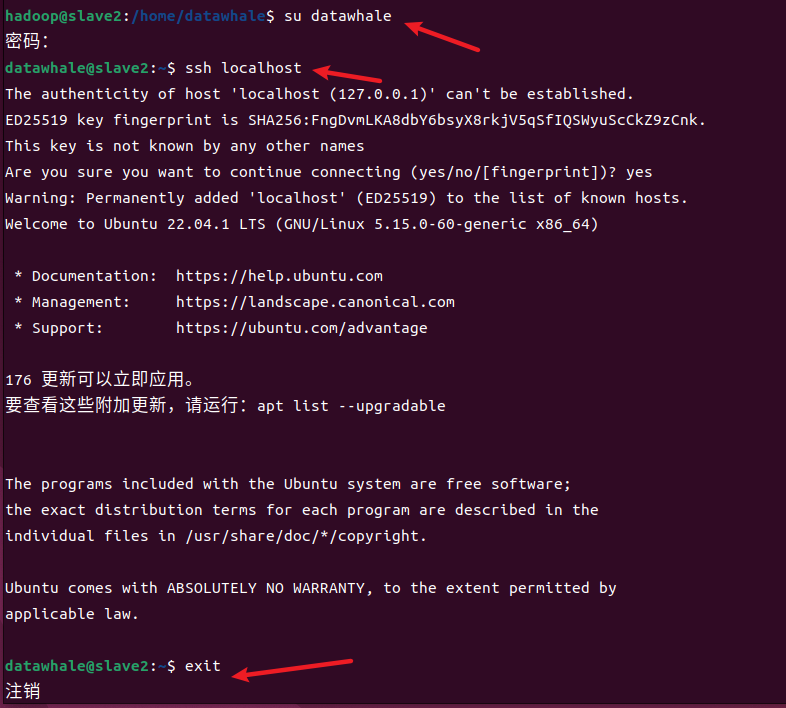 hadoop@slave2:/home/datawhale$ su datawhale
密码：
datawhale@slave2:~$ ssh localhost
The authenticity of host 'localhost (127.0.0.1)' can't be established.
ED25519 key fingerprint is SHA256:FngDvmLKA8dbY6bsyX8rkjV5qSfIQSWyuScCkZ9zCnk.
This key is not known by any other names
Are you sure you want to continue connecting (yes/no/[fingerprint])? yes
Warning: Permanently added 'localhost' (ED25519) to the list of known hosts.
Welcome to Ubuntu 22.04.1 LTS (GNU/Linux 5.15.0-60-generic x86_64)
* Documentation:  https://help.ubuntu.com
* Management:     https://landscape.canonical.com
* Support:        https://ubuntu.com/advantage
176 更新可以立即应用。
要查看这些附加更新，请运行：apt list --upgradable
The programs included with the Ubuntu system are free software;
the exact distribution terms for each program are described in the
individual files in /usr/share/doc/*/copyright.
Ubuntu comes with ABSOLUTELY NO WARRANTY, to the extent permitted by
applicable law.
datawhale@slave2:~$ exit
注销